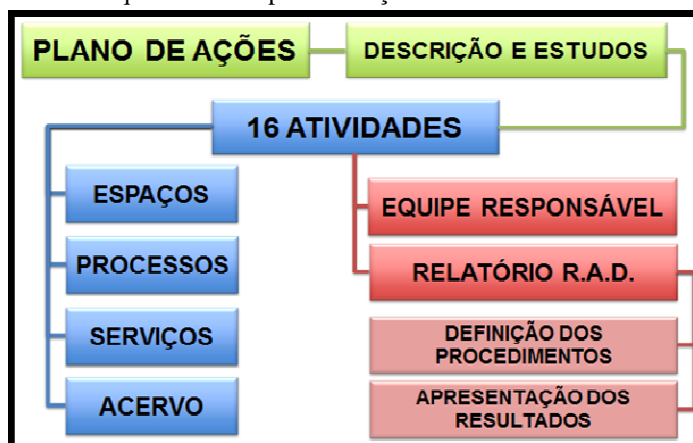 PLANO DE AÇÕES
DESCRIÇÃO E ESTUDOS
16 ATIVIDADES
ESPAÇOS
PROCESSOS
SERVIÇOS
ACERVO
EQUIPE RESPONSÁVEL
RELATÓRIO R.A.D.
DEFINIÇÃO DOS
PROCEDIMENTOS
APRESENTAÇÃO DOS
RESULTADOS